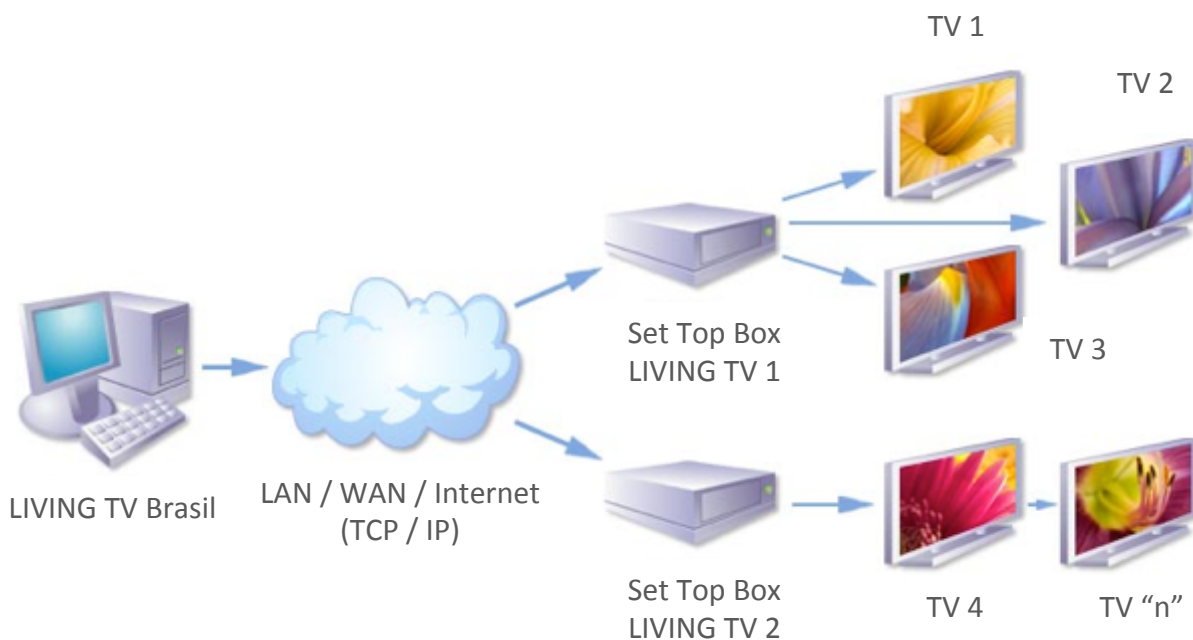 TV 1
TV 2
Set Top Box
LIVING TV 1
TV 3
LIVING TV Brasil
LAN / WAN / Internet
(TCP / IP)
Set Top Box
LIVING TV 2
TV 4
TV “n”